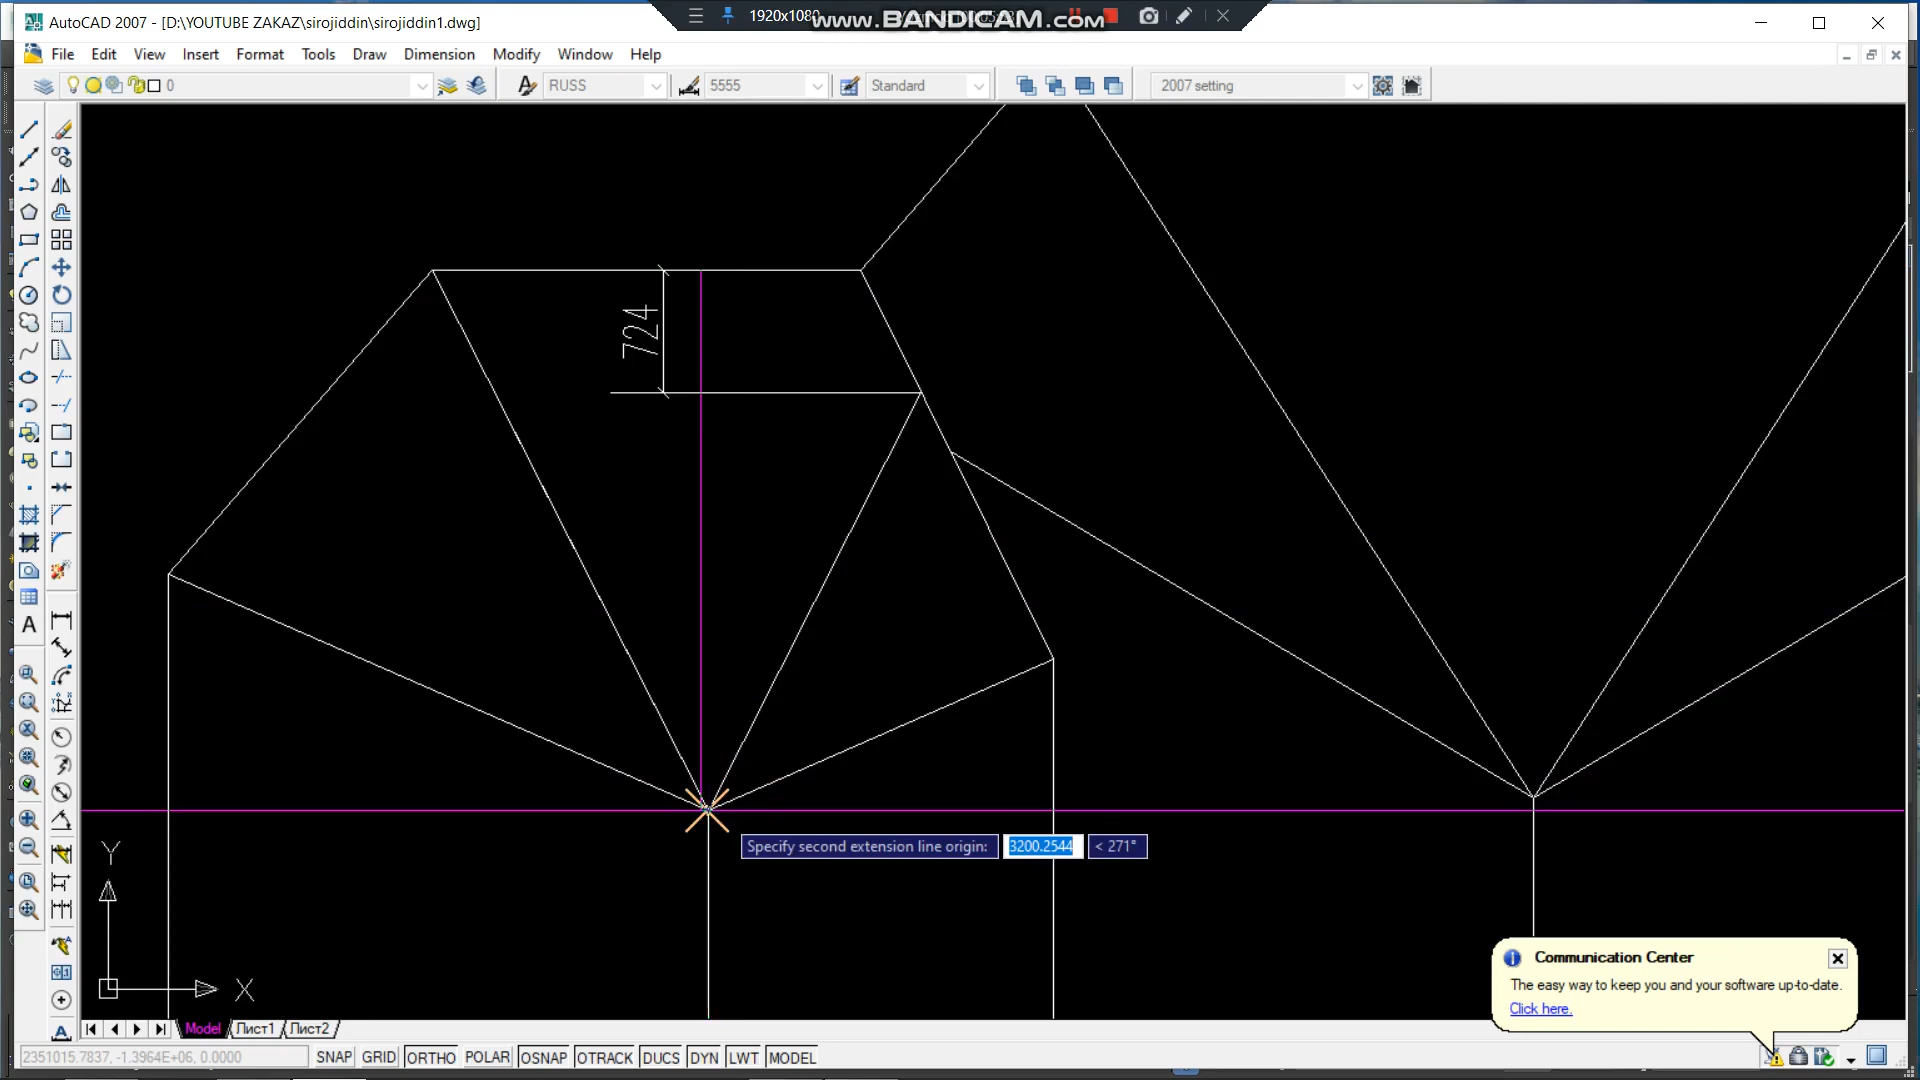 AutoCAD 2007 - [D:\YOUTUBE ZAKAZ\sirojiddin\sirojiddin1.dwg]
1920x1080
www.BANDICAM.com
File Edit View Insert Format Tools Draw Dimension Modify Window Help
0 RUSS 5555 Standard 2007 setting
724
Specify second extension line origin: 3200.2544 < 271°
Y
X
Communication Center
The easy way to keep you and your software up-to-date.
Click here.
Model Лист1 Лист2
2351015.7837, -1.3964E+06, 0.0000 SNAP GRID ORTHO POLAR OSNAP OTRACK DUCS DYN LWT MODEL